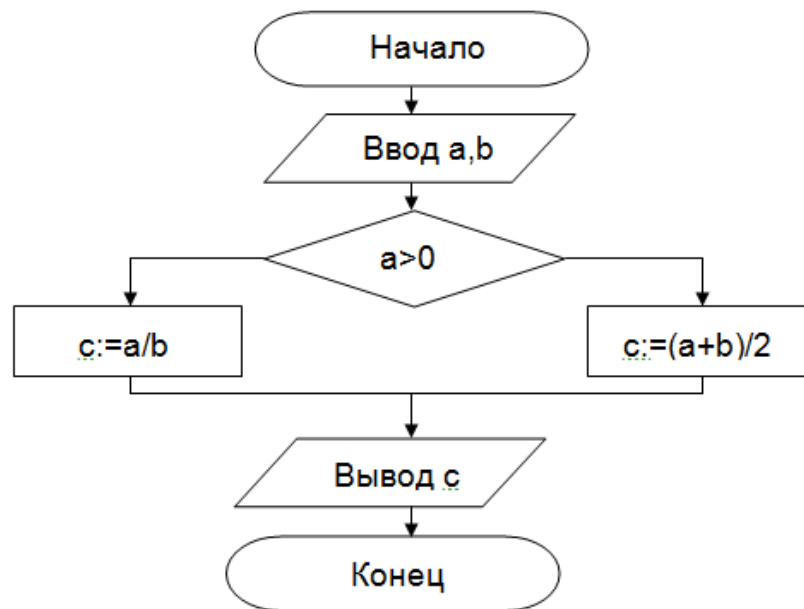 Начало
Ввод a,b
a>0
c:=a/b
c:=(a+b)/2
Вывод c
Конец